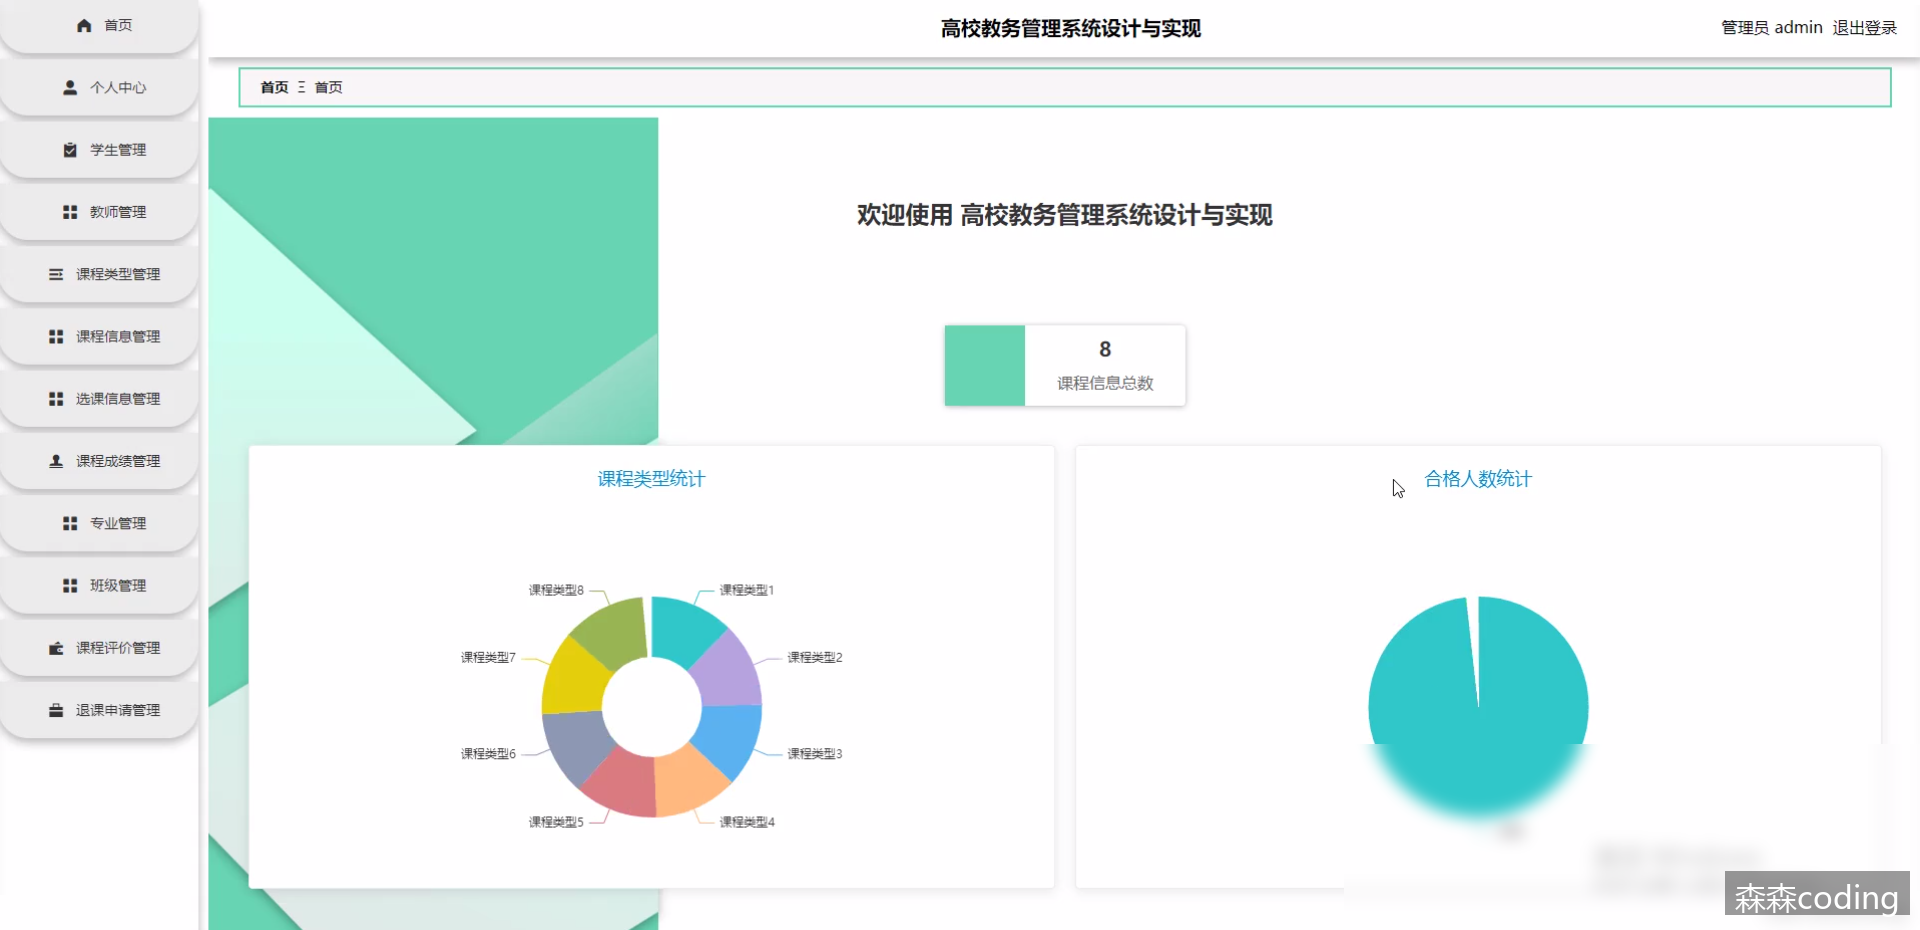 首页
个人中心
学生管理
教师管理
课程类型管理
课程信息管理
选课信息管理
课程成绩管理
专业管理
班级管理
课程评价管理
退课申请管理
高校教务管理系统设计与实现
管理员 admin 退出登录
首页 Ξ 首页
欢迎使用 高校教务管理系统设计与实现
8
课程信息总数
课程类型统计
课程类型8 课程类型1
课程类型7 课程类型2
课程类型6 课程类型3
课程类型5 课程类型4
合格人数统计
森森coding